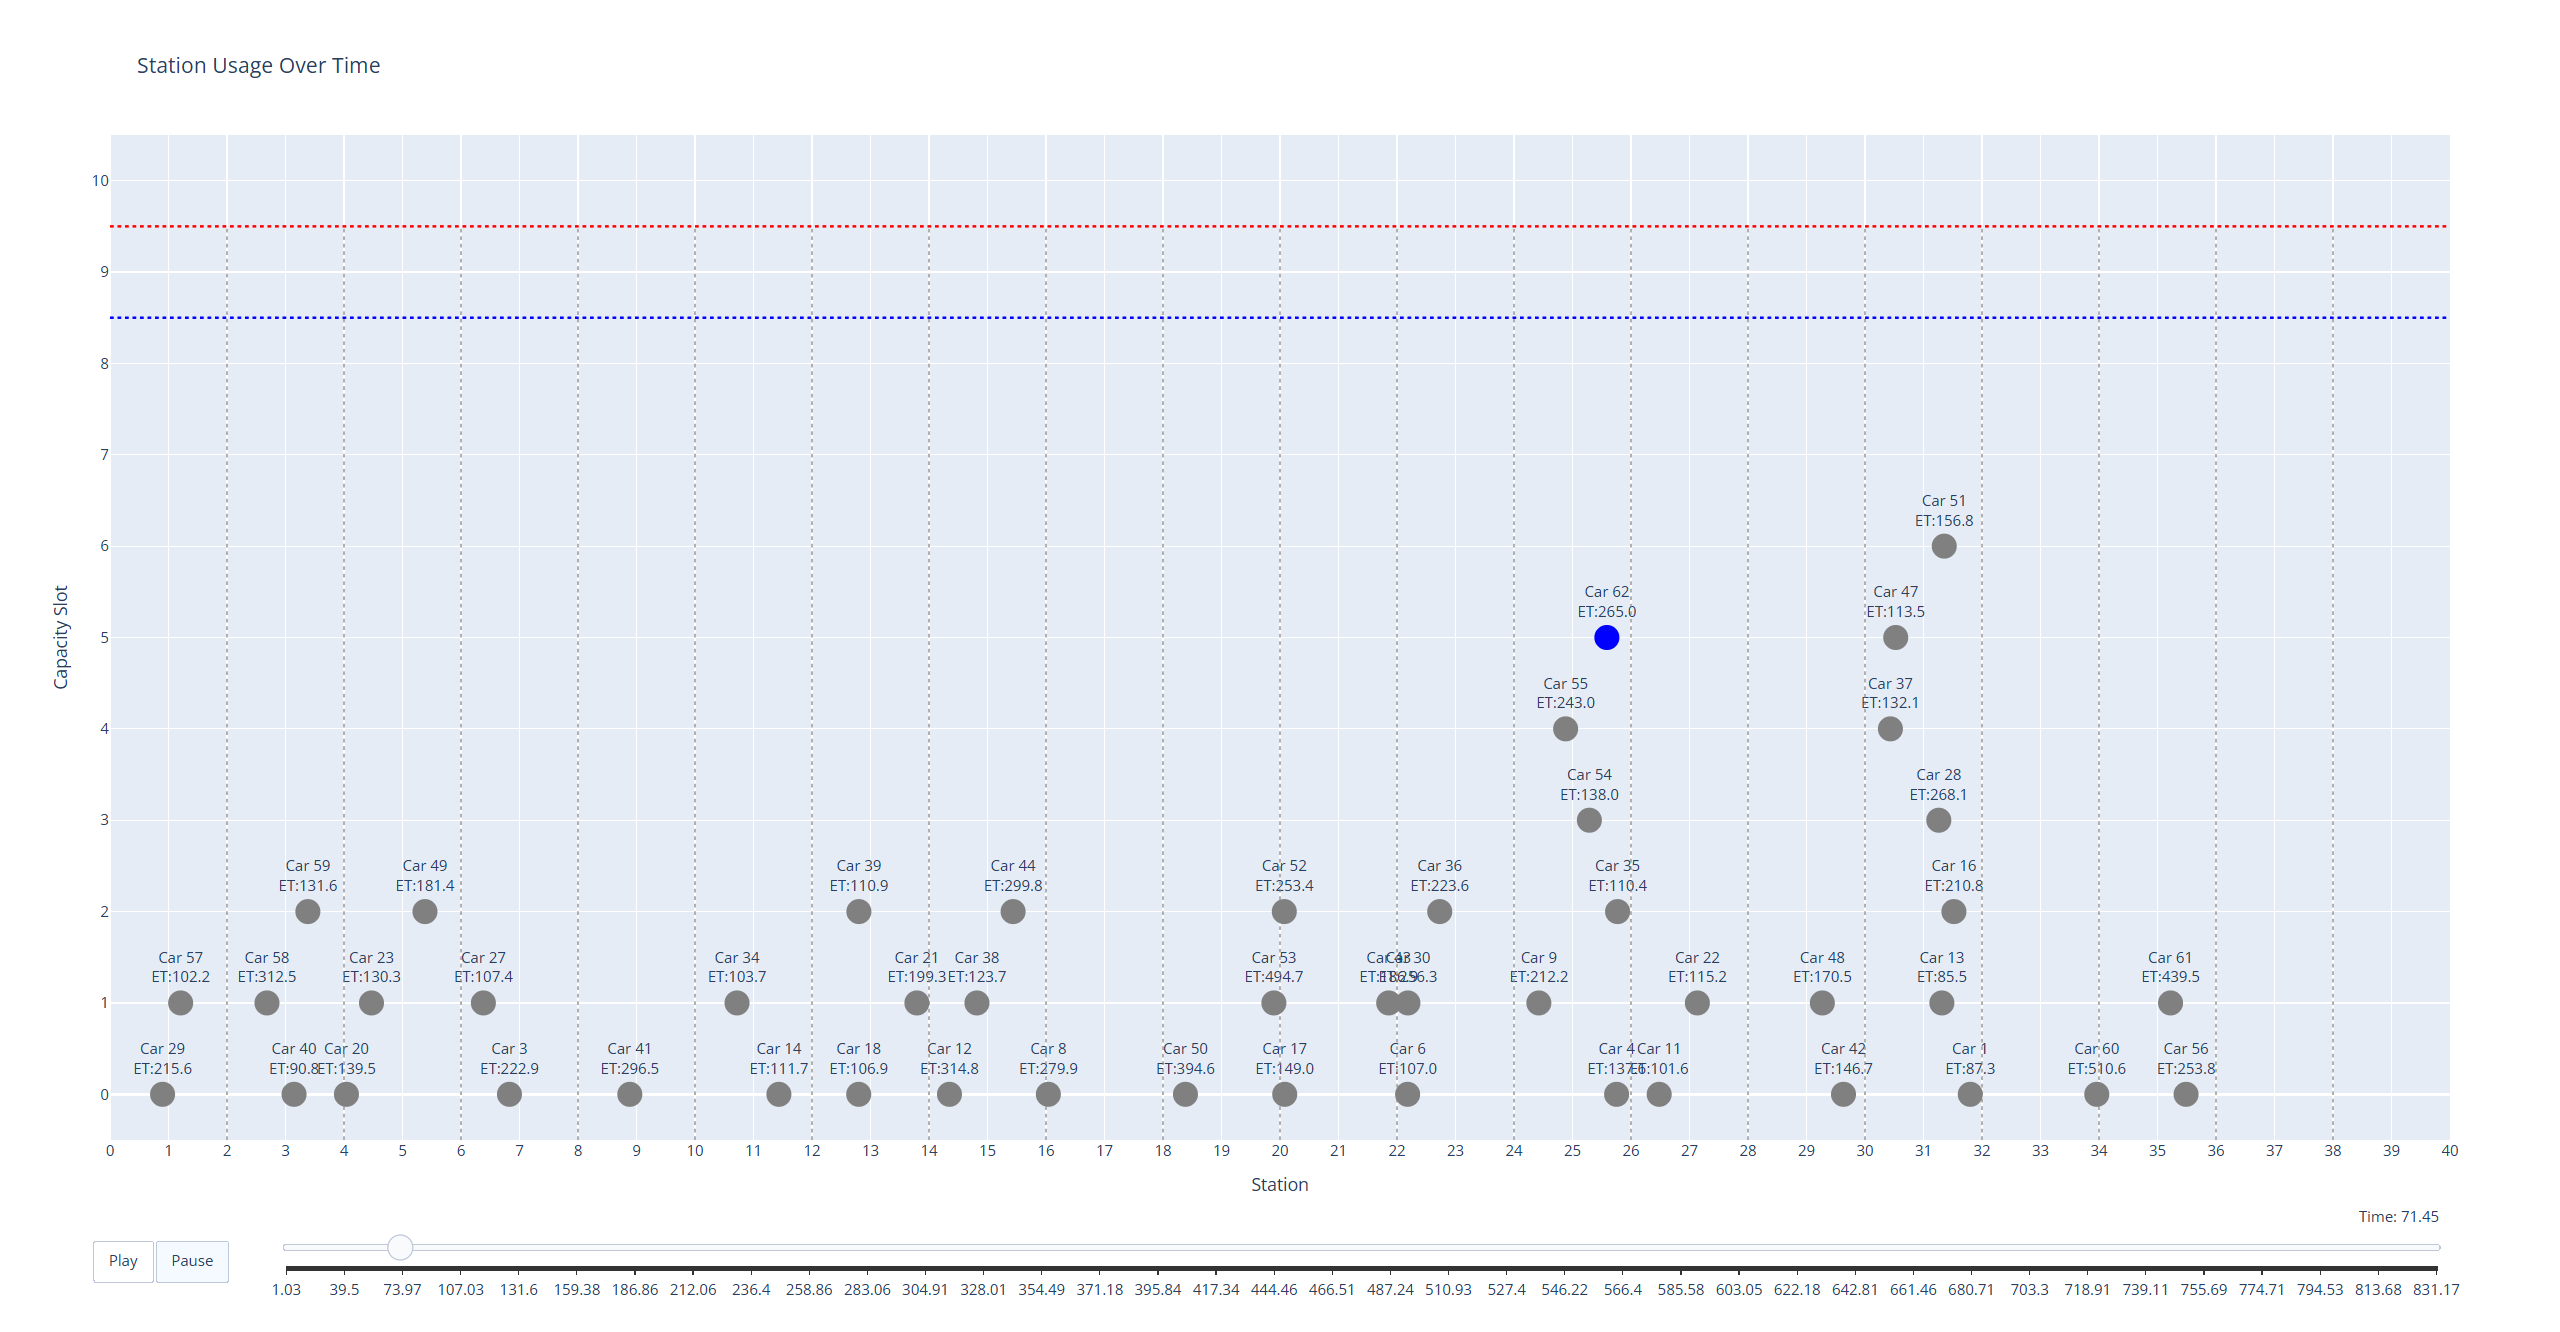 Station Usage Over Time
10
9
8
7
6
5
4
3
2
1
0
Capacity Slot
Car 51
ET:156.8
Car 62
ET:265.0
Car 47
ET:113.5
Car 55
ET:243.0
Car 37
ET:132.1
Car 54
ET:138.0
Car 28
ET:268.1
Car 59
ET:131.6
Car 49
ET:181.4
Car 39
ET:110.9
Car 44
ET:299.8
Car 52
ET:253.4
Car 36
ET:223.6
Car 35
ET:110.4
Car 16
ET:210.8
Car 57
ET:102.2
Car 58
ET:312.5
Car 23
ET:130.3
Car 27
ET:107.4
Car 34
ET:103.7
Car 21
ET:199.3
Car 38
ET:123.7
Car 53
ET:494.7
Car 43
Car 30
Car 9
ET:212.2
Car 22
ET:115.2
Car 48
ET:170.5
Car 13
ET:85.5
Car 61
ET:439.5
Car 29
ET:215.6
Car 40
ET:90.8
Car 20
ET:139.5
Car 3
ET:222.9
Car 41
ET:296.5
Car 14
ET:111.7
Car 18
ET:106.9
Car 12
ET:314.8
Car 8
ET:279.9
Car 50
ET:394.6
Car 17
ET:149.0
Car 6
ET:107.0
Car 4
Car 11
ET:101.6
Car 42
ET:146.7
Car 1
ET:87.3
Car 60
ET:510.6
Car 56
ET:253.8
0 1 2 3 4 5 6 7 8 9 10 11 12 13 14 15 16 17 18 19 20 21 22 23 24 25 26 27 28 29 30 31 32 33 34 35 36 37 38 39 40
Station
Time: 71.45
Play Pause
1.03 39.5 73.97 107.03 131.6 159.38 186.86 212.06 236.4 258.86 283.06 304.91 328.01 354.49 371.18 395.84 417.34 444.46 466.51 487.24 510.93 527.4 546.22 566.4 585.58 603.05 622.18 642.81 661.46 680.71 703.3 718.91 739.11 755.69 774.71 794.53 813.68 831.17